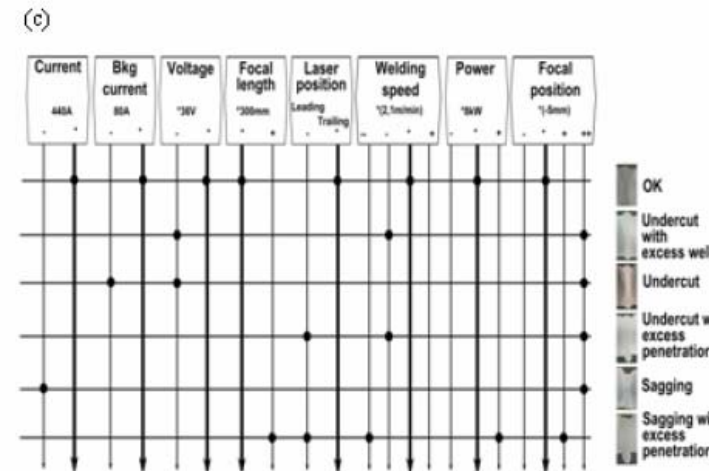 (c)
Current
440A
- +
Bkg
current
80A
- +
Voltage
*36V
- +
Focal
length
*300mm
- +
Laser
position
Leading
Trailing
- +
Welding
speed
*(2,1m/min)
-- - + +
Power
*8kW
- + +
Focal
position
*(-5mm)
- + + ++
OK
Undercut
with
excess wel
Undercut
Undercut w
excess
penetration
Sagging
Sagging wi
excess
penetration